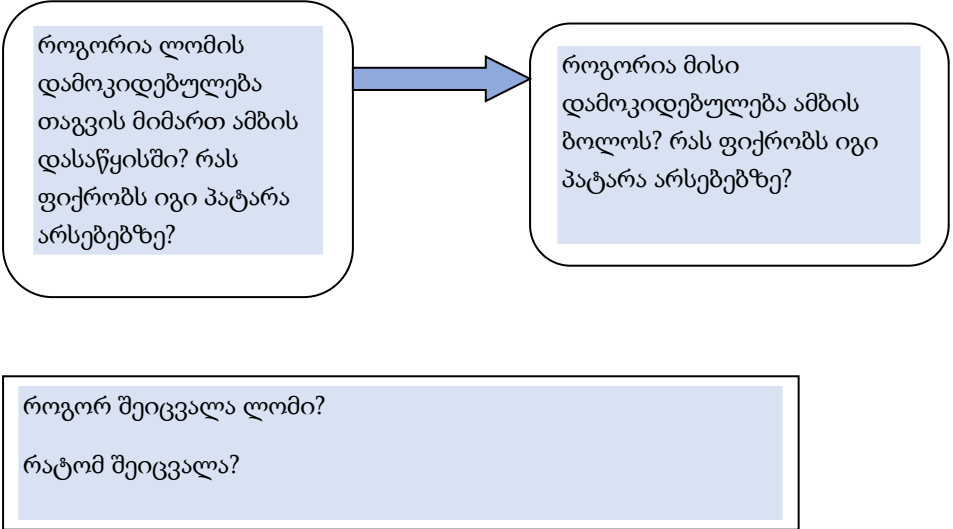 როგორია ლომის
დამოკიდებულება
თაგვის მიმართ ამბის
დასაწყისში? რას
ფიქრობს იგი პატარა
არსებებზე?
როგორია მისი
დამოკიდებულება ამბის
ბოლოს? რას ფიქრობს იგი
პატარა არსებებზე?
როგორ შეიცვალა ლომი?
რატომ შეიცვალა?